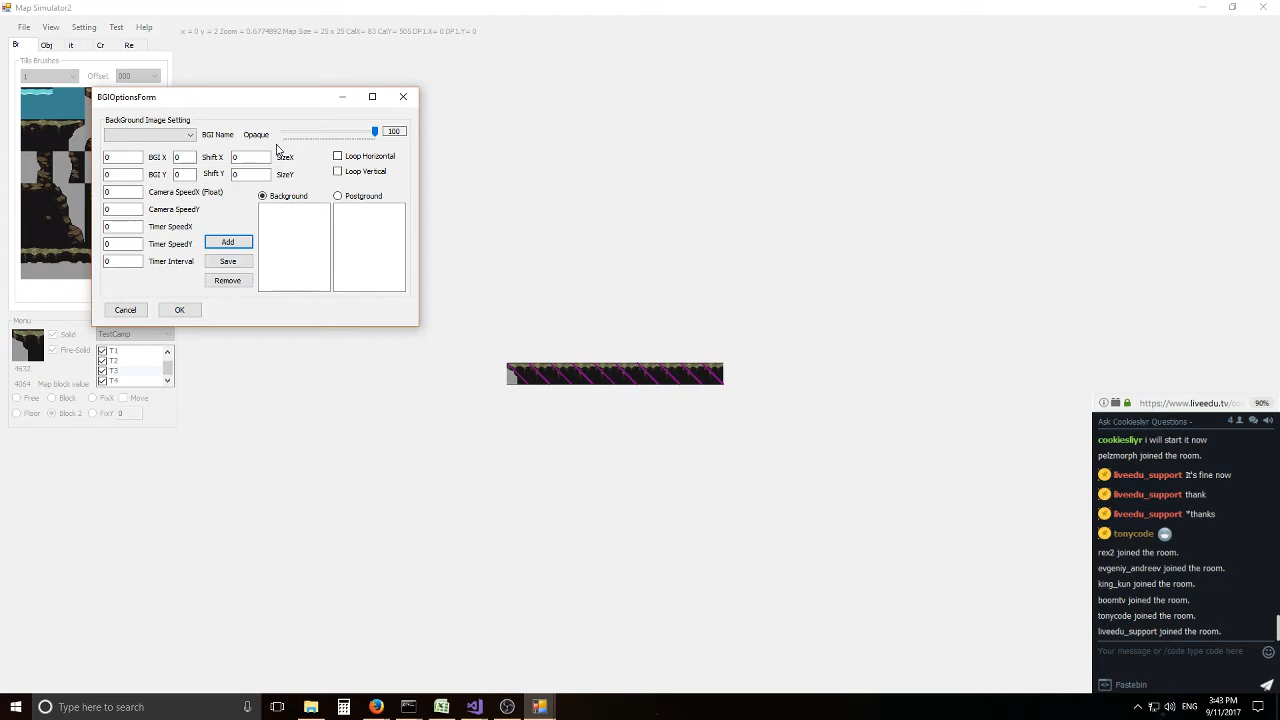 Map Simulator2
File View Setting Test Help
x = 0 y = 2 Zoom = 0.6774892 Map Size = 25 x 25 CalX= 83 CalY= 505 DP1.X= 0 DP1.Y= 0
Br Obj it Cr Re
Tills Brushes
1 Offset 000
BGIOptionsForm
BackGround Image Setting
BGI Name Opaque 100
0 BGI X 0 Shift X 0 SizeX Loop Horizontal
0 BGI Y 0 Shift Y 0 SizeY Loop Vertical
0 Camera SpeedX (Float)
Background Postground
0 Camera SpeedY
0 Timer SpeedX
0 Timer SpeedY Add
0 Timer Interval Save
Remove
Cancel OK
Menu
Solid TestCamp
Fire-Solid T1
T2
4632 T3
4064 Map block value T4
Free Block FixX Move
Floor Block 2 FixY 0
https://www.liveedu.tv/co 90%
Ask Cookiesliyr Questions - 4
cookiesliyr i will start it now
pelzmorph joined the room.
liveedu_support It's fine now
liveedu_support thank
liveedu_support *thanks
tonycode
rex2 joined the room.
evgeniy_andreev joined the room.
king_kun joined the room.
boomtv joined the room.
tonycode joined the room.
liveedu_support joined the room.
Your message or /code type code here
Pastebin
Type here to search
ENG 3:43 PM
9/11/2017